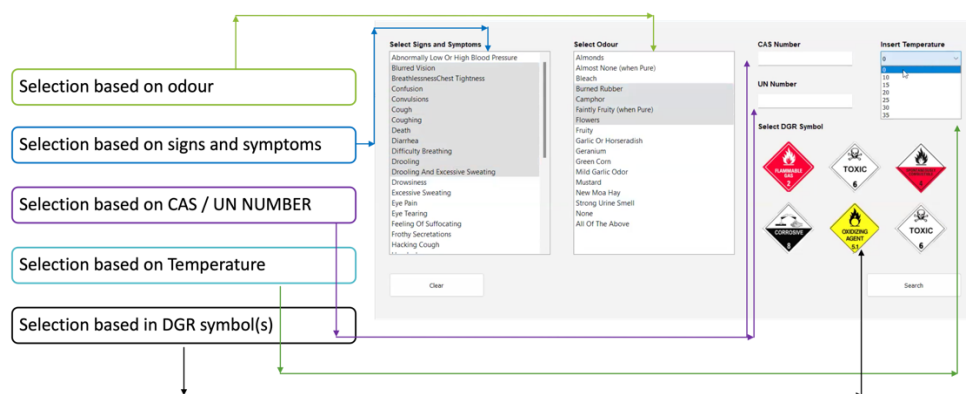 Selection based on odour
Selection based on signs and symptoms
Selection based on CAS / UN NUMBER
Selection based on Temperature
Selection based in DGR symbol(s)
Select Signs and Symptoms
Abnormally Low Or High Blood Pressure
Blurred Vision
BreathlessnessChest Tightness
Confusion
Convulsions
Cough
Coughing
Death
Diarrhea
Difficulty Breathing
Drooling
Drooling And Excessive Sweating
Drowsiness
Excessive Sweating
Eye Pain
Eye Tearing
Feeling Of Suffocating
Frothy Secretations
Hacking Cough
Clear
Select Odour
Almonds
Almost None (when Pure)
Bleach
Burned Rubber
Camphor
Faintly Fruity (when Pure)
Flowers
Fruity
Garlic Or Horseradish
Geranium
Green Corn
Mild Garlic Odor
Mustard
New Moa Hay
Strong Urine Smell
None
All Of The Above
CAS Number
UN Number
Insert Temperature
0
0
10
15
20
25
30
35
Select DGR Symbol
FLAMMABLE
GAS
2
TOXIC
6
4
CORROSIVE
8
OXIDIZING
AGENT
5.1
TOXIC
6
Search